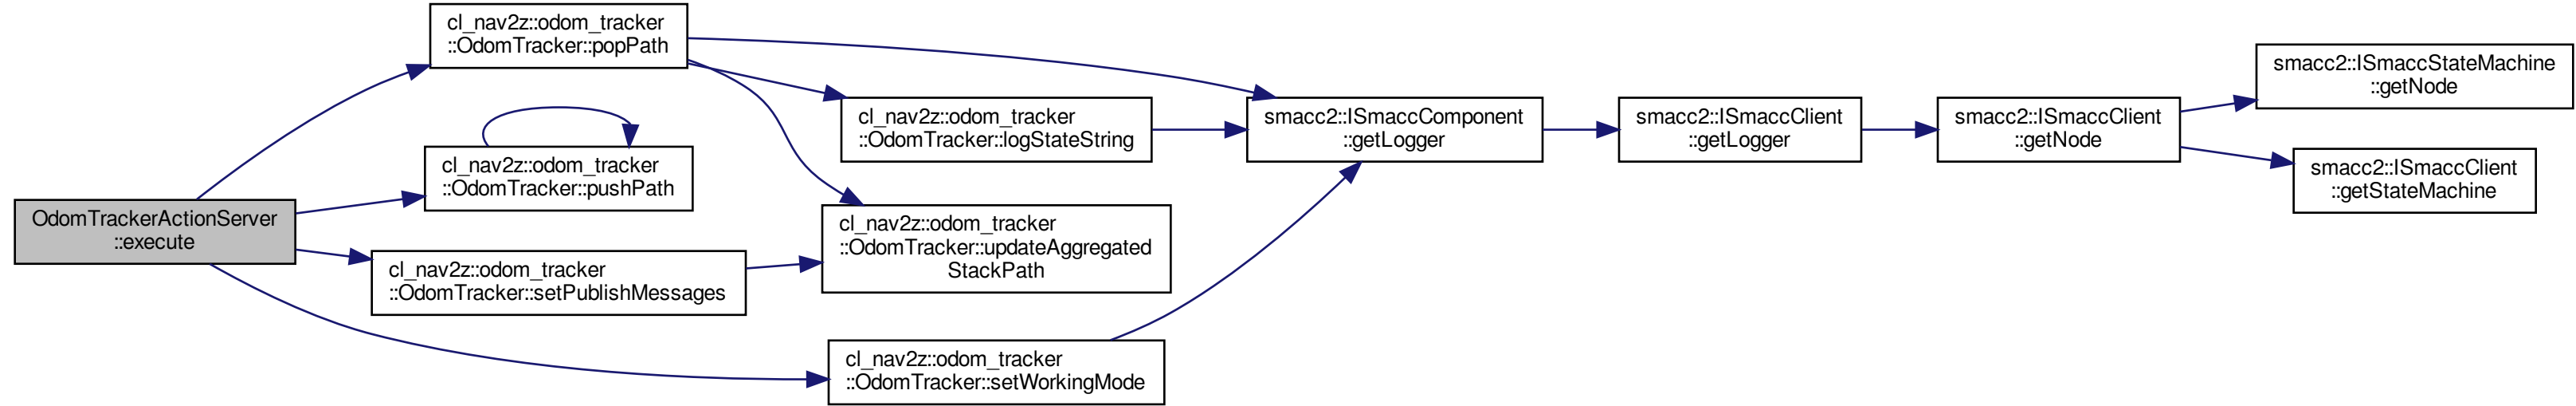 OdomTrackerActionServer
::execute
cl_nav2z::odom_tracker
::OdomTracker::popPath
cl_nav2z::odom_tracker
::OdomTracker::pushPath
cl_nav2z::odom_tracker
::OdomTracker::setPublishMessages
cl_nav2z::odom_tracker
::OdomTracker::logStateString
cl_nav2z::odom_tracker
::OdomTracker::updateAggregated
StackPath
cl_nav2z::odom_tracker
::OdomTracker::setWorkingMode
smacc2::ISmaccComponent
::getLogger
smacc2::ISmaccClient
::getLogger
smacc2::ISmaccClient
::getNode
smacc2::ISmaccStateMachine
::getNode
smacc2::ISmaccClient
::getStateMachine